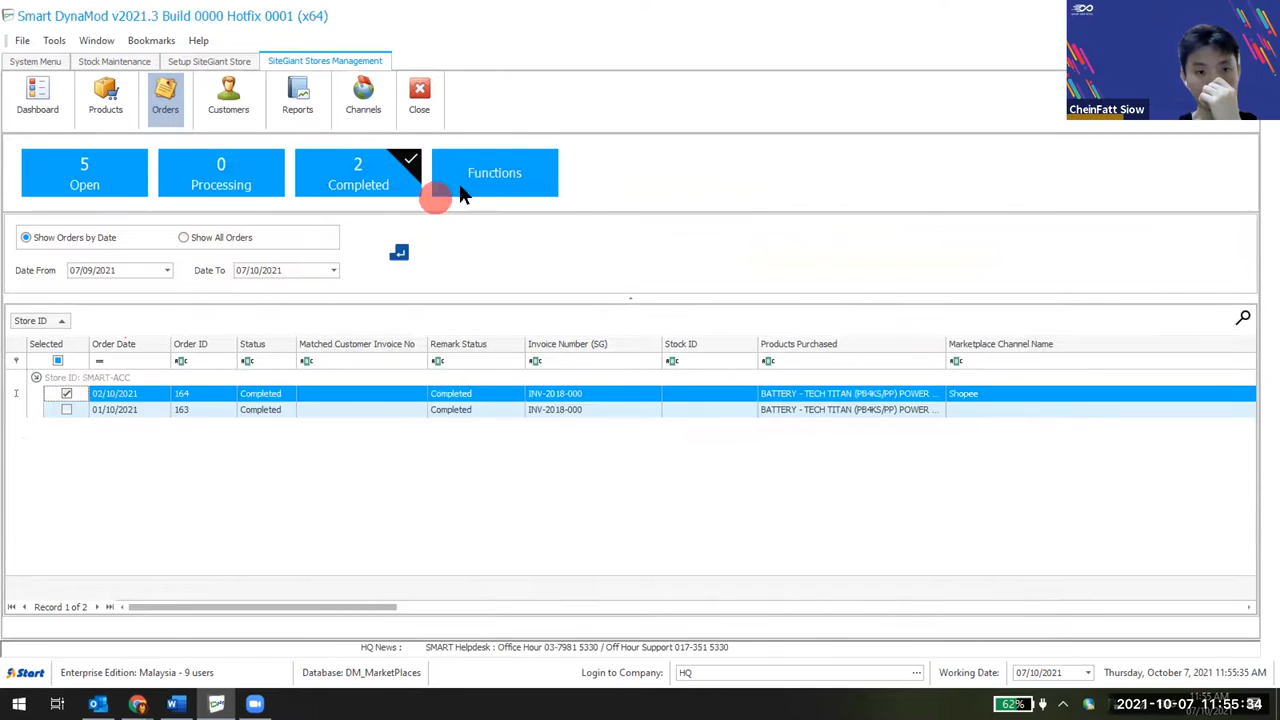 Smart DynaMod v2021.3 Build 0000 Hotfix 0001 (x64)
File Tools Window Bookmarks Help
System Menu Stock Maintenance Setup SiteGiant Store SiteGiant Stores Management
Dashboard Products Orders Customers Reports Channels Close
CheinFatt Siow
5 0 2
Open Processing Completed Functions
Show Orders by Date Show All Orders
Date From 07/09/2021 Date To 07/10/2021
Store ID
Selected Order Date Order ID Status Matched Customer Invoice No Remark Status Invoice Number (SG) Stock ID Products Purchased Marketplace Channel Name
Store ID: SMART-ACC
02/10/2021 164 Completed Completed INV-2018-000 BATTERY - TECH TITAN (PB4KS/PP) POWER ... Shopee
01/10/2021 163 Completed Completed INV-2018-000 BATTERY - TECH TITAN (PB4KS/PP) POWER ...
Record 1 of 2
HQ News : SMART Helpdesk : Office Hour 03-7981 5330 / Off Hour Support 017-351 5330
Start Enterprise Edition: Malaysia - 9 users Database: DM_MarketPlaces Login to Company: HQ Working Date: 07/10/2021 Thursday, October 7, 2021 11:55:35 AM
62% 2021-10-07 11:55:34